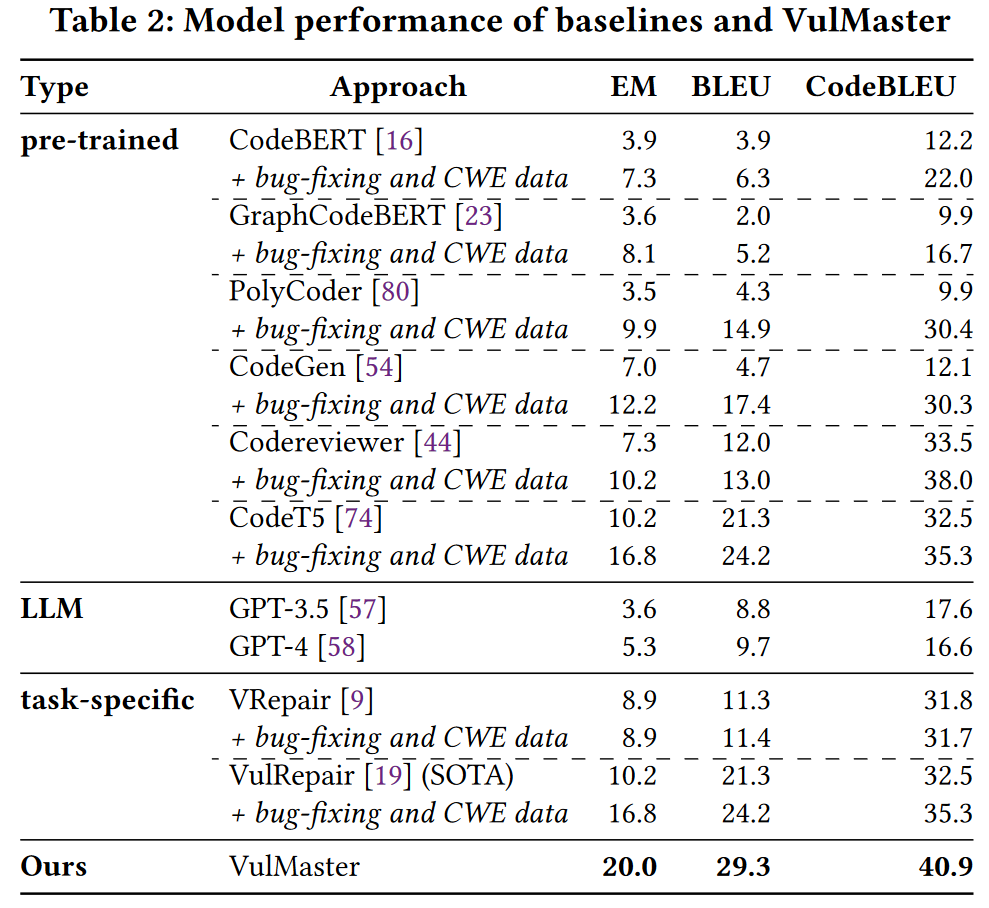 Table 2: Model performance of baselines and VulMaster
Type Approach EM BLEU CodeBLEU
pre-trained CodeBERT [16] 3.9 3.9 12.2
+ bug-fixing and CWE data 7.3 6.3 22.0
GraphCodeBERT [23] 3.6 2.0 9.9
+ bug-fixing and CWE data 8.1 5.2 16.7
PolyCoder [80] 3.5 4.3 9.9
+ bug-fixing and CWE data 9.9 14.9 30.4
CodeGen [54] 7.0 4.7 12.1
+ bug-fixing and CWE data 12.2 17.4 30.3
Codereviewer [44] 7.3 12.0 33.5
+ bug-fixing and CWE data 10.2 13.0 38.0
CodeT5 [74] 10.2 21.3 32.5
+ bug-fixing and CWE data 16.8 24.2 35.3
LLM GPT-3.5 [57] 3.6 8.8 17.6
GPT-4 [58] 5.3 9.7 16.6
task-specific VRepair [9] 8.9 11.3 31.8
+ bug-fixing and CWE data 8.9 11.4 31.7
VulRepair [19] (SOTA) 10.2 21.3 32.5
+ bug-fixing and CWE data 16.8 24.2 35.3
Ours VulMaster 20.0 29.3 40.9